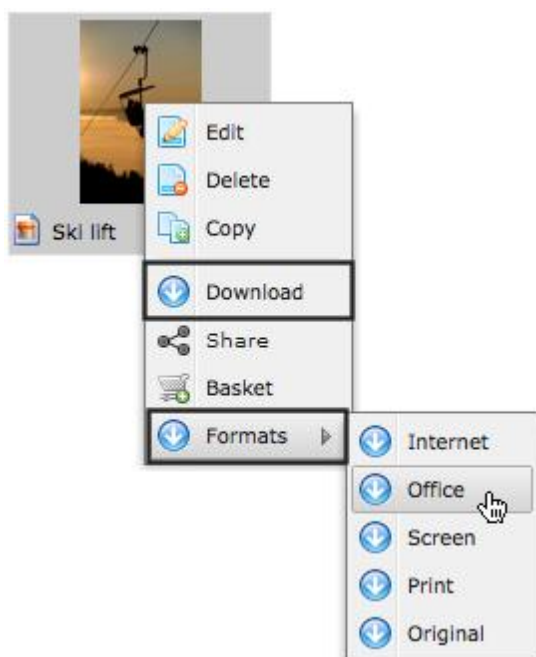 Ski lift
Edit
Delete
Copy
Download
Share
Basket
Formats
Internet
Office
Screen
Print
Original